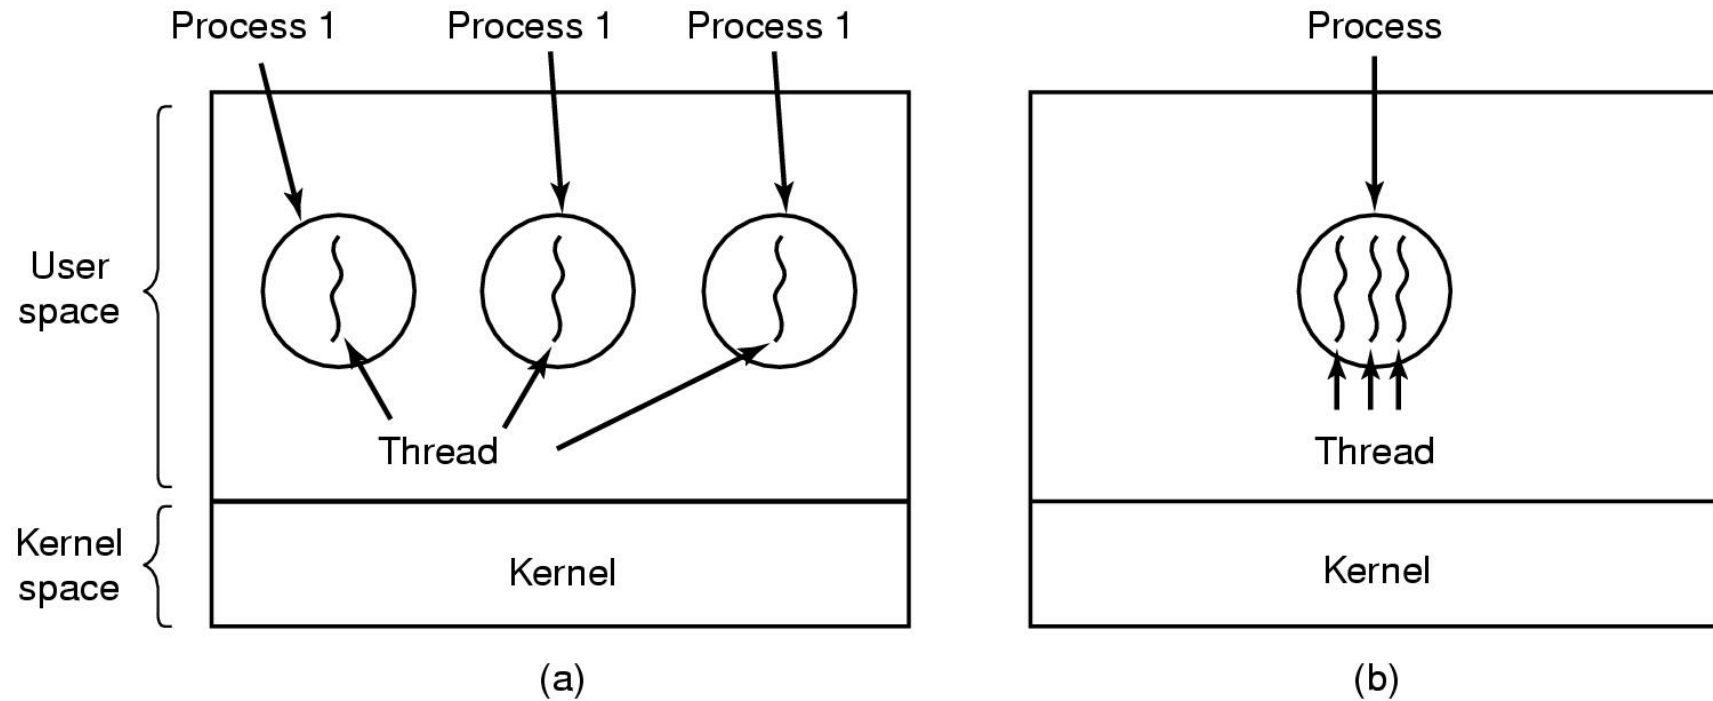 Process 1
Process 1
Process 1
Process
User
space
Thread
Thread
Kernel
space
Kernel
Kernel
(a)
(b)